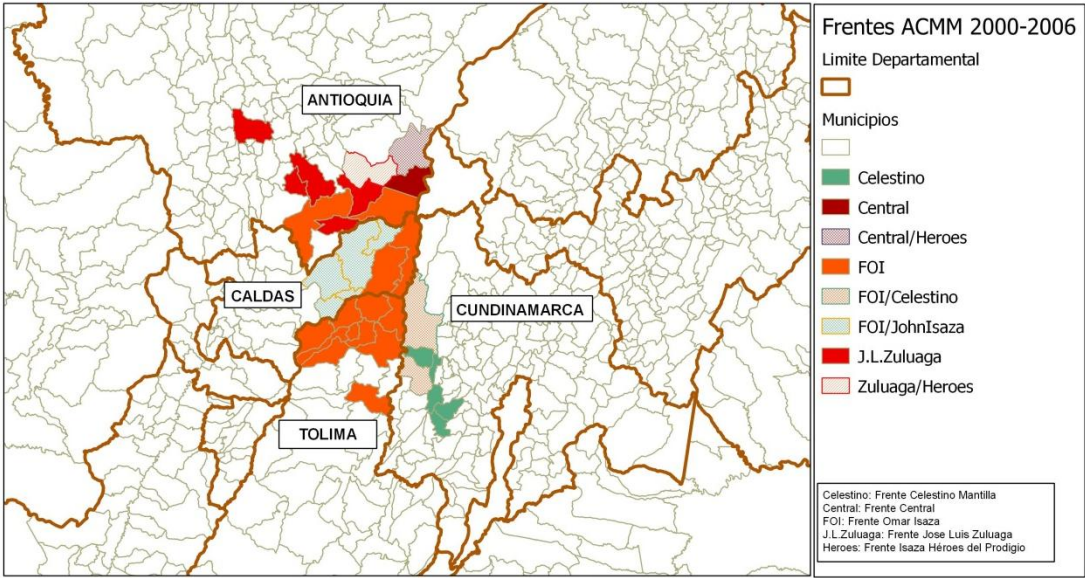 ANTIOQUIA
CALDAS
CUNDINAMARCA
TOLIMA
Frentes ACMM 2000-2006
Limite Departamental
Municipios
Celestino
Central
Central/Heroes
FOI
FOI/Celestino
FOI/JohnIsaza
J.L.Zuluaga
Zuluaga/Heroes
Celestino: Frente Celestino Mantilla
Central: Frente Central
FOI: Frente Omar Isaza
J.L.Zuluaga: Frente Jose Luis Zuluaga
Heroes: Frente Isaza Héroes del Prodigio